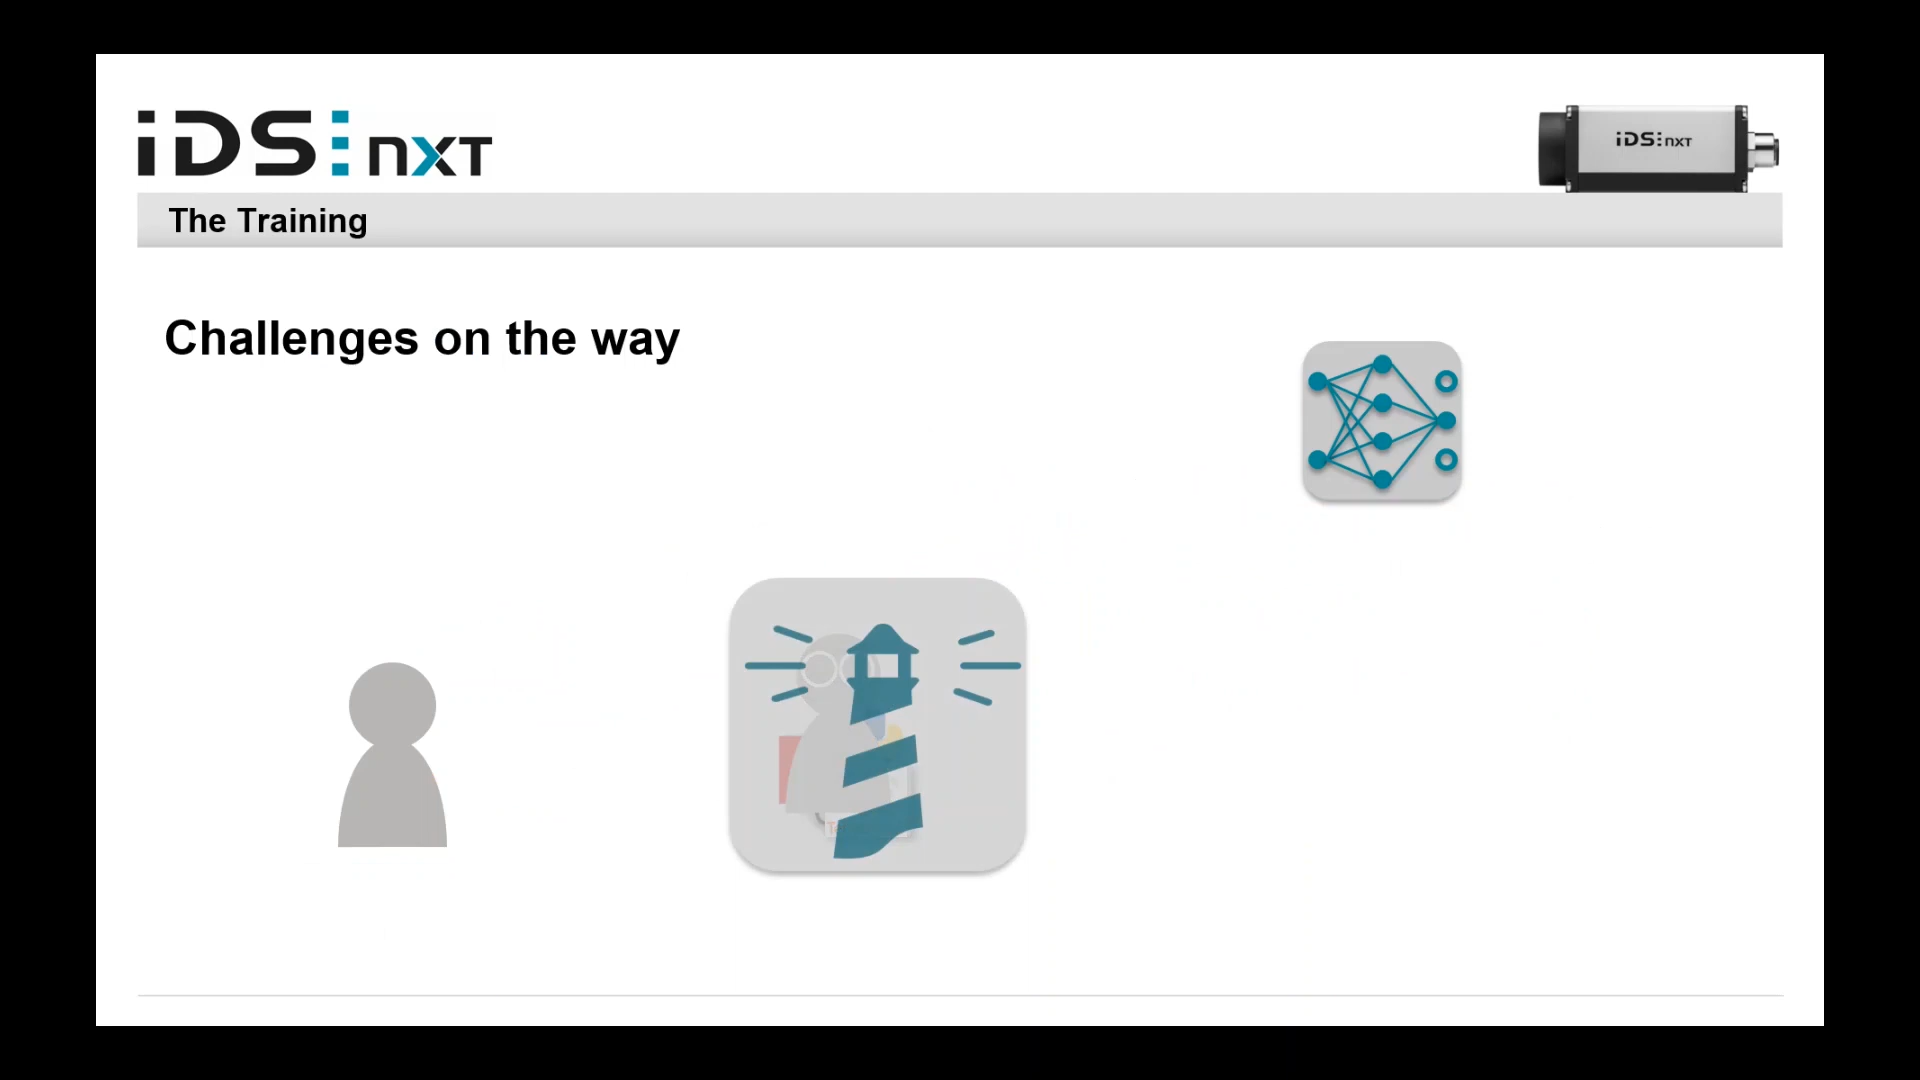 iDS nxt
iDS nxt
The Training
Challenges on the way